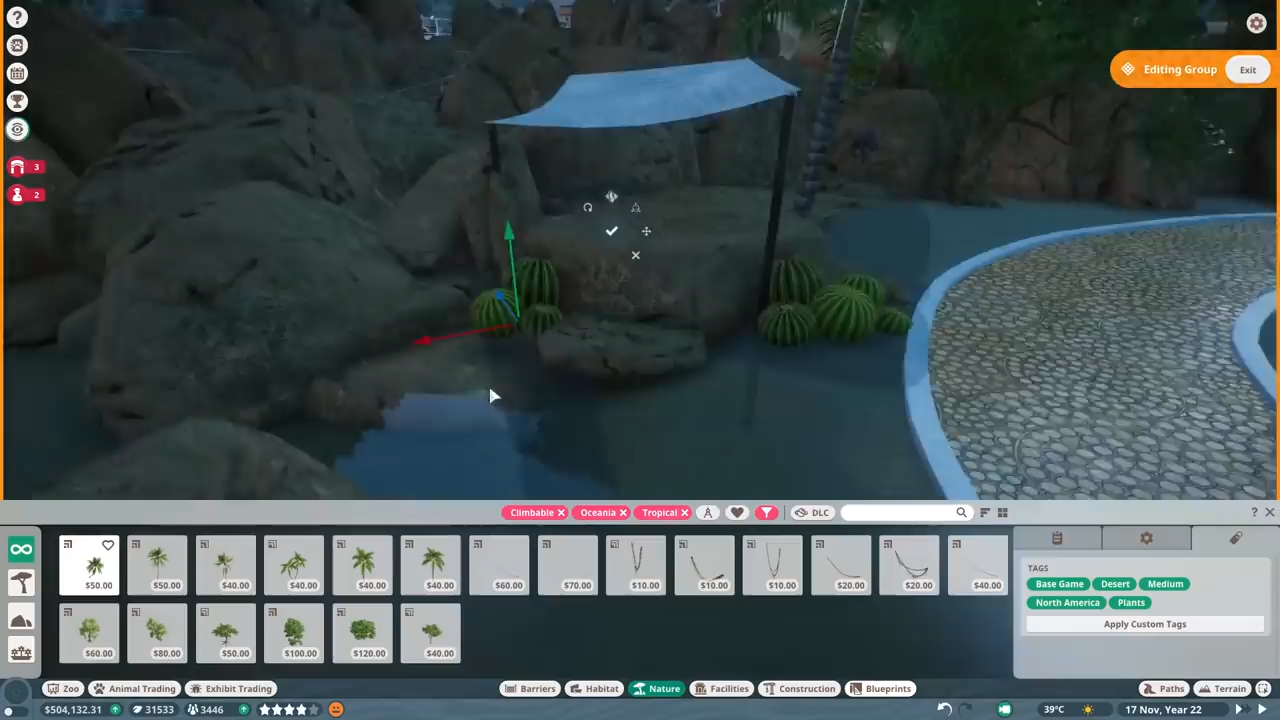 ?
Editing Group
Exit
3
2
Climbable ✕
Oceania ✕
Tropical ✕
DLC
? ✕
$50.00
$50.00
$40.00
$40.00
$40.00
$40.00
$60.00
$70.00
$10.00
$10.00
$10.00
$20.00
$20.00
$40.00
$60.00
$80.00
$50.00
$100.00
$120.00
$40.00
TAGS
Base Game
Desert
Medium
North America
Plants
Apply Custom Tags
Zoo
Animal Trading
Exhibit Trading
Barriers
Habitat
Nature
Facilities
Construction
Blueprints
Paths
Terrain
$504,132.31
31533
3446
39°C
17 Nov, Year 22